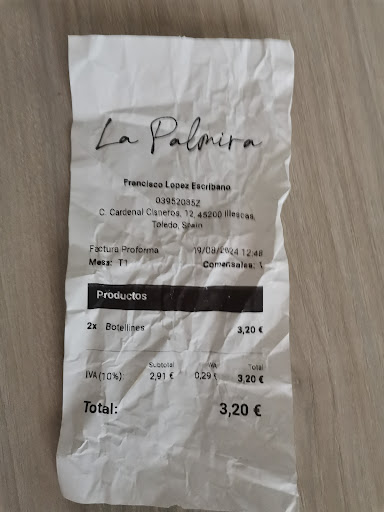 La Palmira
Francisco Lopez Escribano
03952035Z
C. Cardenal Cisneros, 12, 45200 Illescas,
Toledo, Spain
Factura Proforma 19/08/2024 12:48
Mesa: T1 Comensales: 1
Productos
2x Botellines 3,20 €
Subtotal IVA Total
IVA (10%) 2,91 € 0,29 € 3,20 €
Total: 3,20 €